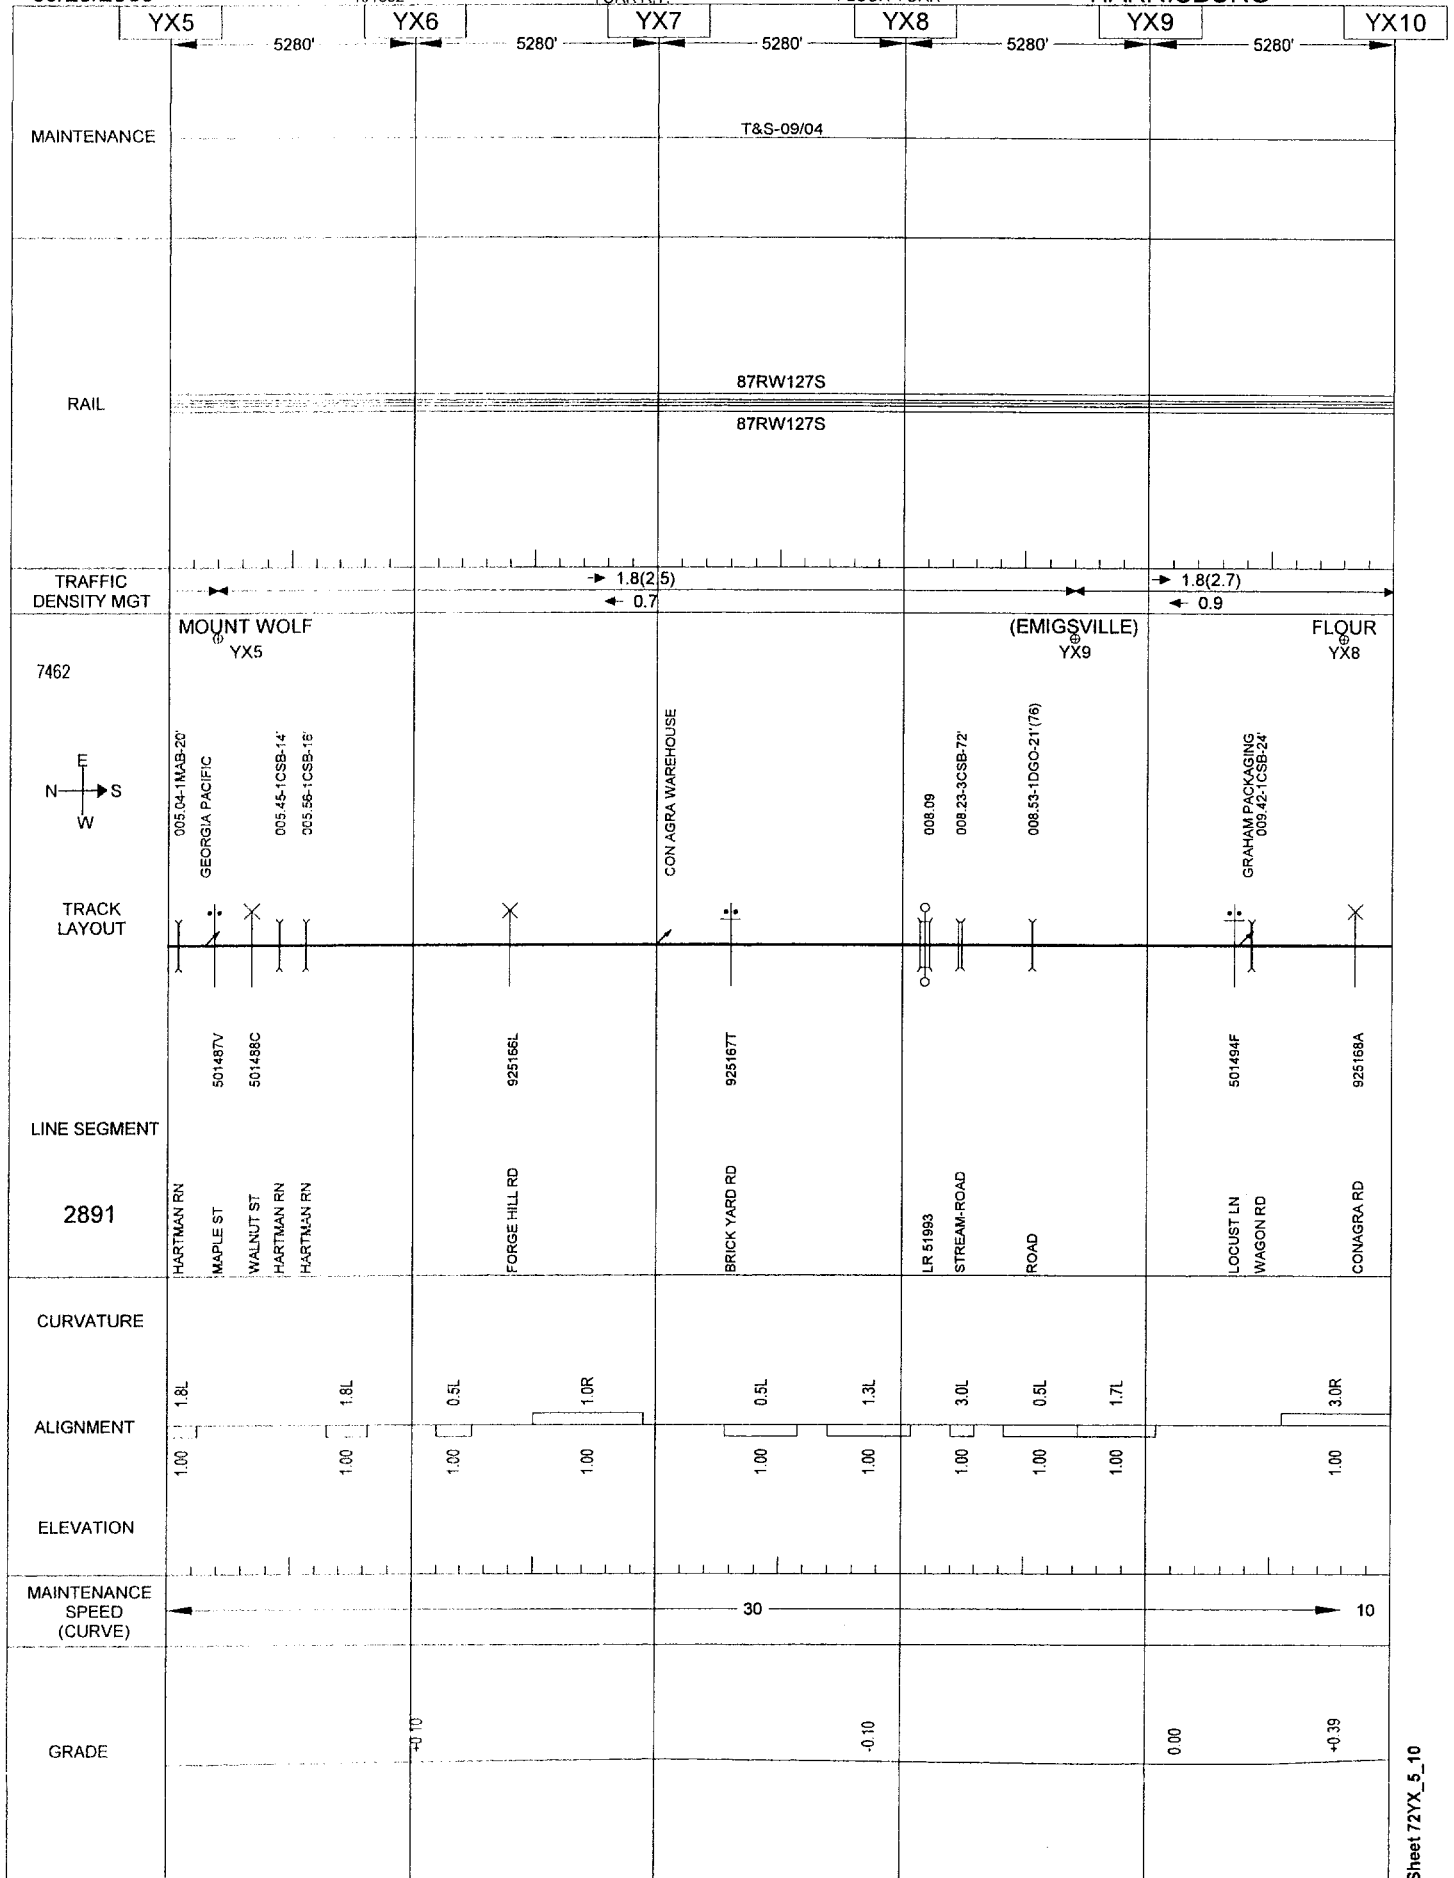 YX5 YX6 YX7 YX8 YX9 YX10
5280' 5280' 5280' 5280' 5280'
MAINTENANCE
T&S-09/04
RAIL
87RW127S
87RW127S
TRAFFIC
DENSITY MGT
1.8(2.5)
0.7
1.8(2.7)
0.9
MOUNT WOLF
YX5
(EMIGSVILLE)
YX9
FLOUR
YX8
7462
E
N S
W
005.04-1MAB-20'
GEORGIA PACIFIC
005.45-1CSB-14'
005.56-1CSB-16'
CON AGRA WAREHOUSE
008.09
008.23-3CSB-72'
008.53-1DGO-21'(76)
GRAHAM PACKAGING
009.42-1CSB-24'
TRACK
LAYOUT
501487V
501488C
925166L
925167T
501494F
925168A
LINE SEGMENT
2891
HARTMAN RN
MAPLE ST
WALNUT ST
HARTMAN RN
HARTMAN RN
FORGE HILL RD
BRICK YARD RD
LR 51993
STREAM-ROAD
ROAD
LOCUST LN
WAGON RD
CONAGRA RD
CURVATURE
1.8L 1.8L 0.5L 1.0R 0.5L 1.3L 3.0L 0.5L 1.7L 3.0R
ALIGNMENT
1.00 1.00 1.00 1.00 1.00 1.00 1.00 1.00 1.00 1.00
ELEVATION
MAINTENANCE
SPEED
(CURVE)
30
10
GRADE
+0.10
-0.10
0.00
+0.39
Sheet 72YX_5_10